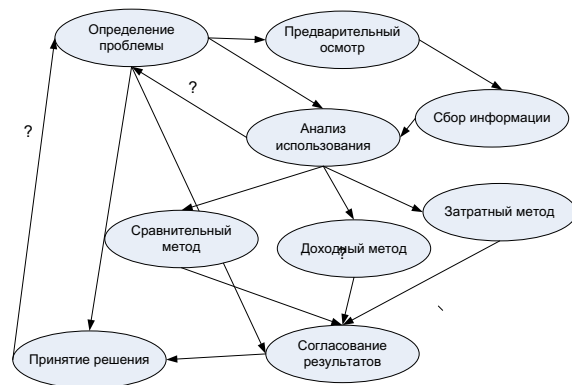 Определение
проблемы
Предварительный
осмотр
?
Сбор информации
?
Анализ
использования
Затратный метод
Сравнительный
метод
Доходный метод
?
Согласование
результатов
Принятие решения